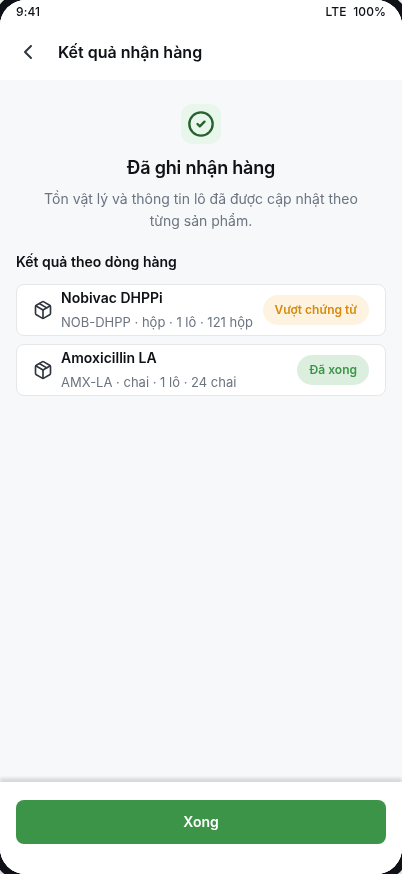 9:41
LTE 100%
Kết quả nhận hàng
Đã ghi nhận hàng
Tồn vật lý và thông tin lô đã được cập nhật theo
từng sản phẩm.
Kết quả theo dòng hàng
Nobivac DHPPi
NOB-DHPP · hộp · 1 lô · 121 hộp
Vượt chứng từ
Amoxicillin LA
AMX-LA · chai · 1 lô · 24 chai
Đã xong
Xong